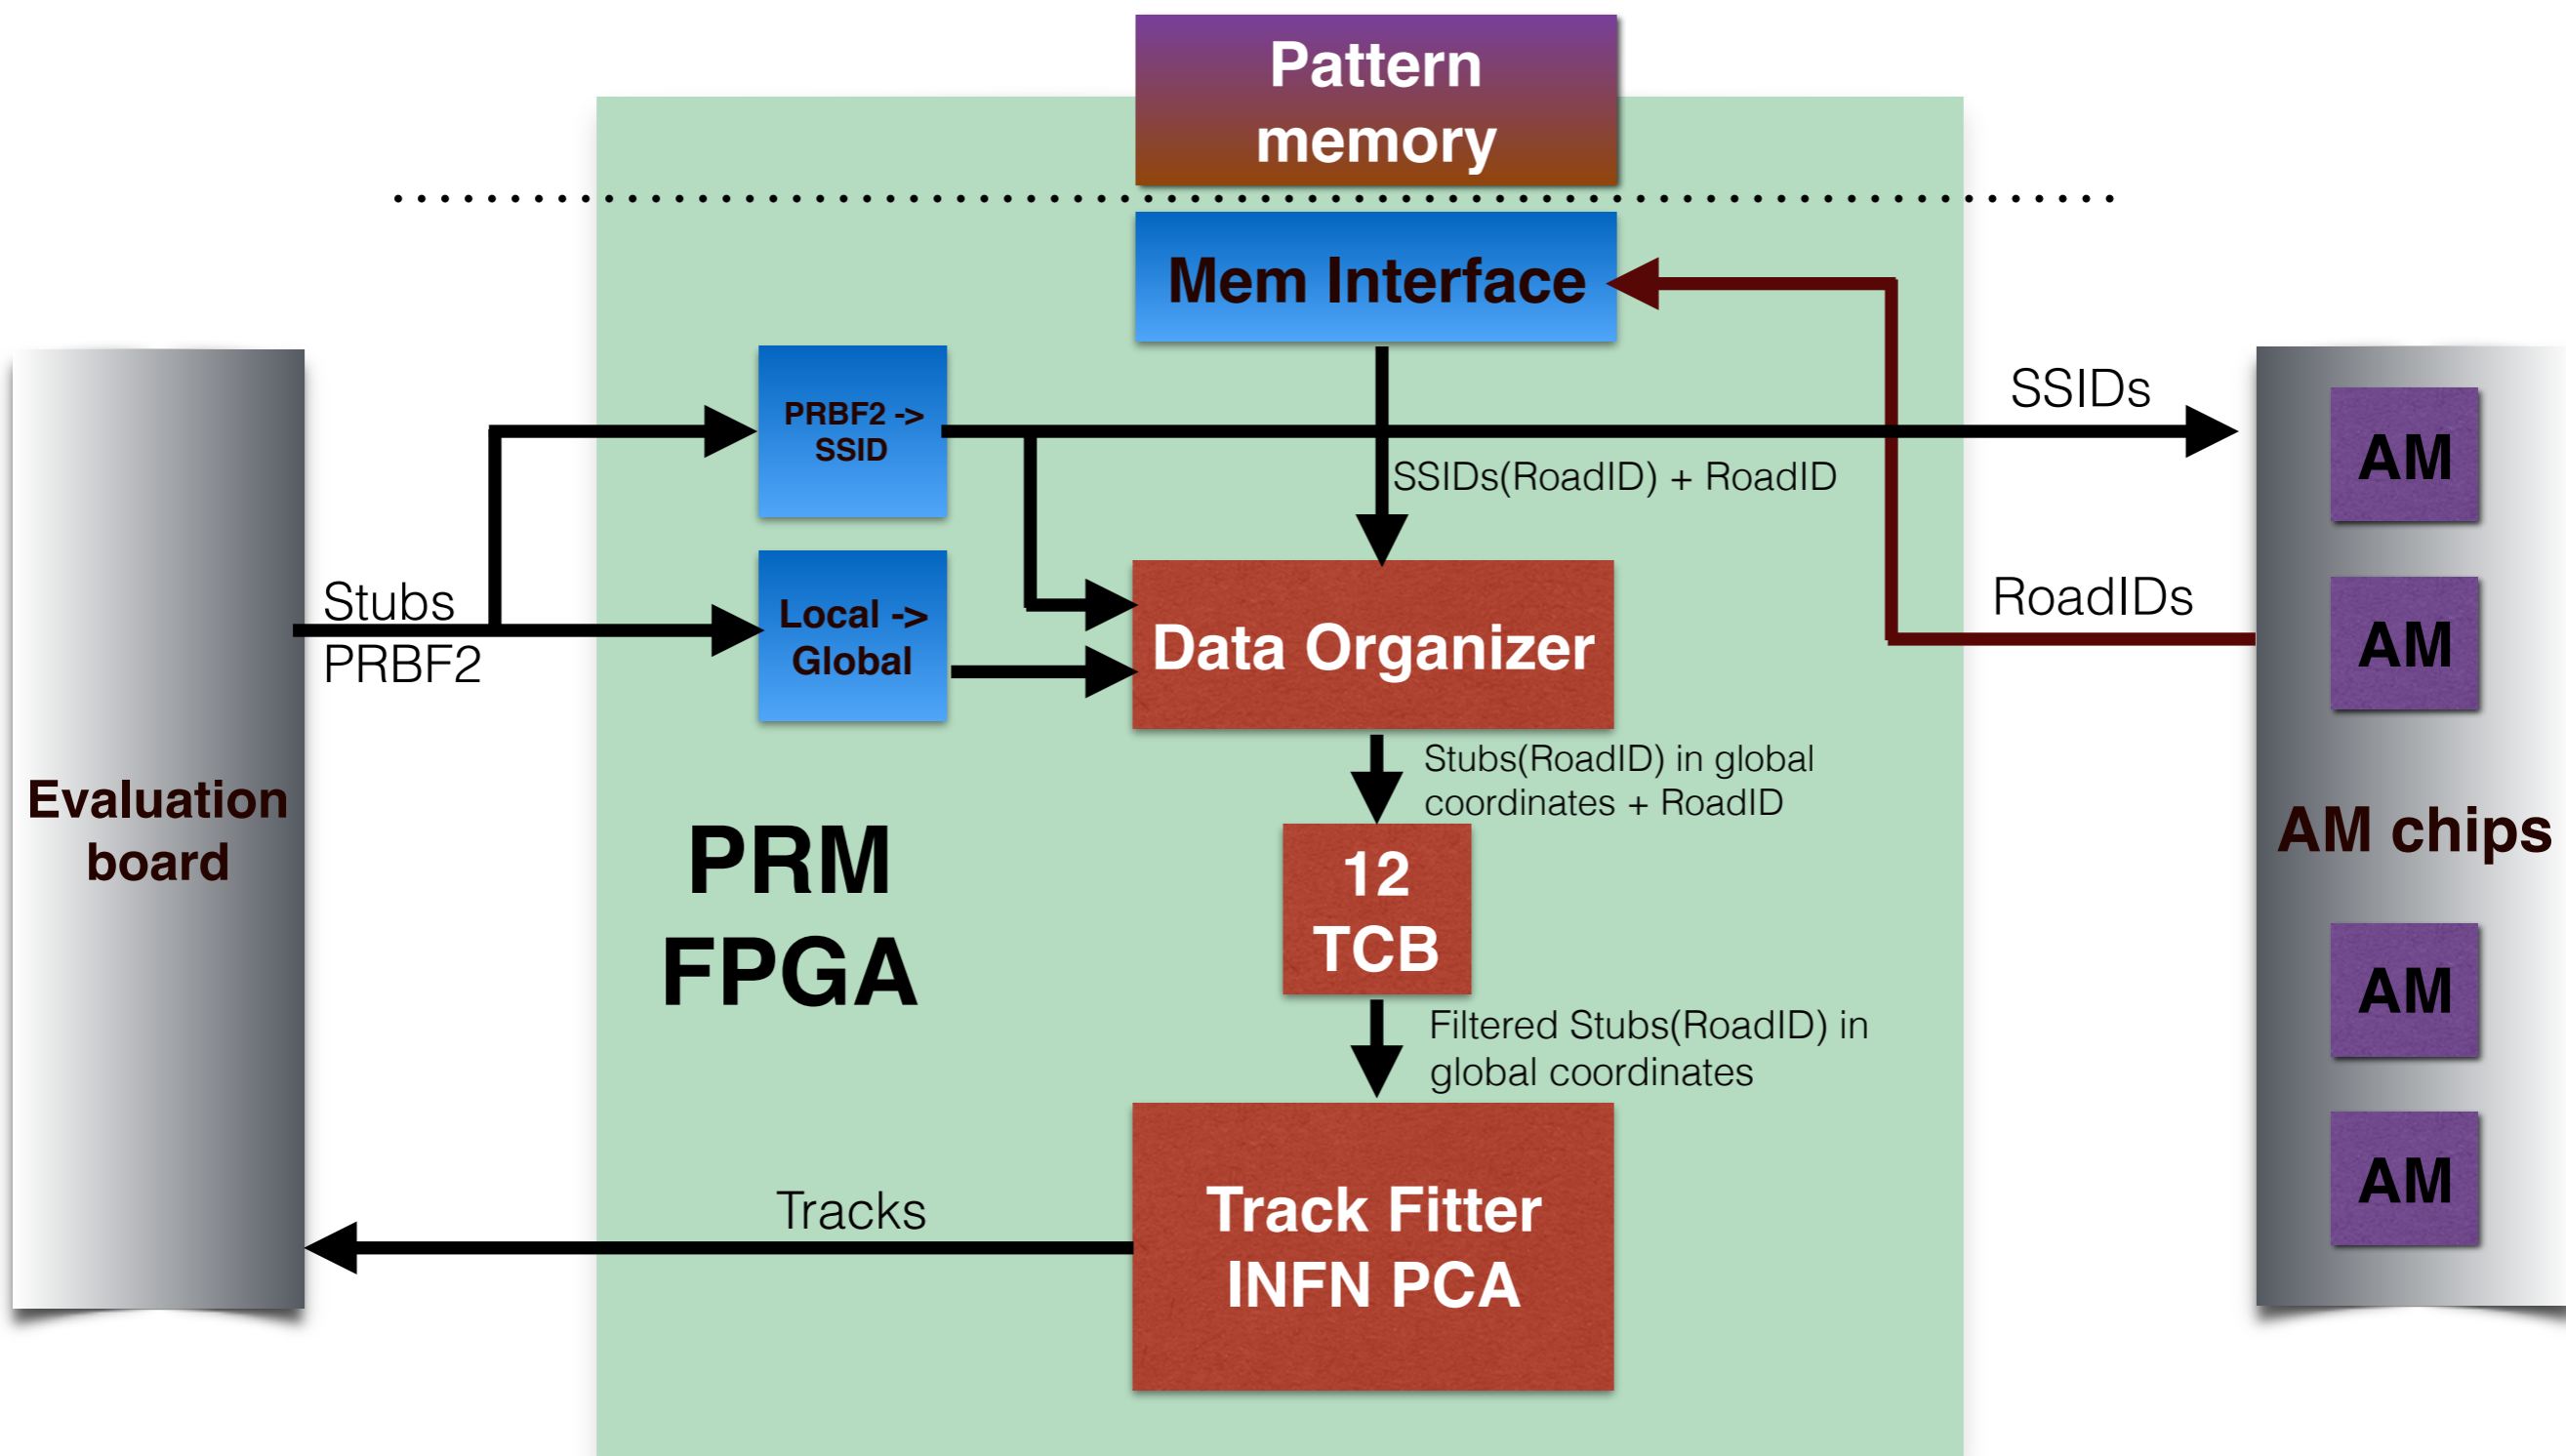 Pattern
memory
Mem Interface
PRBF2 ->
SSID
SSIDs
AM
SSIDs(RoadID) + RoadID
Stubs
PRBF2
Local ->
Global
Data Organizer
RoadIDs
AM
Stubs(RoadID) in global
coordinates + RoadID
Evaluation
board
PRM
FPGA
12
TCB
AM chips
AM
Filtered Stubs(RoadID) in
global coordinates
AM
Tracks
Track Fitter
INFN PCA